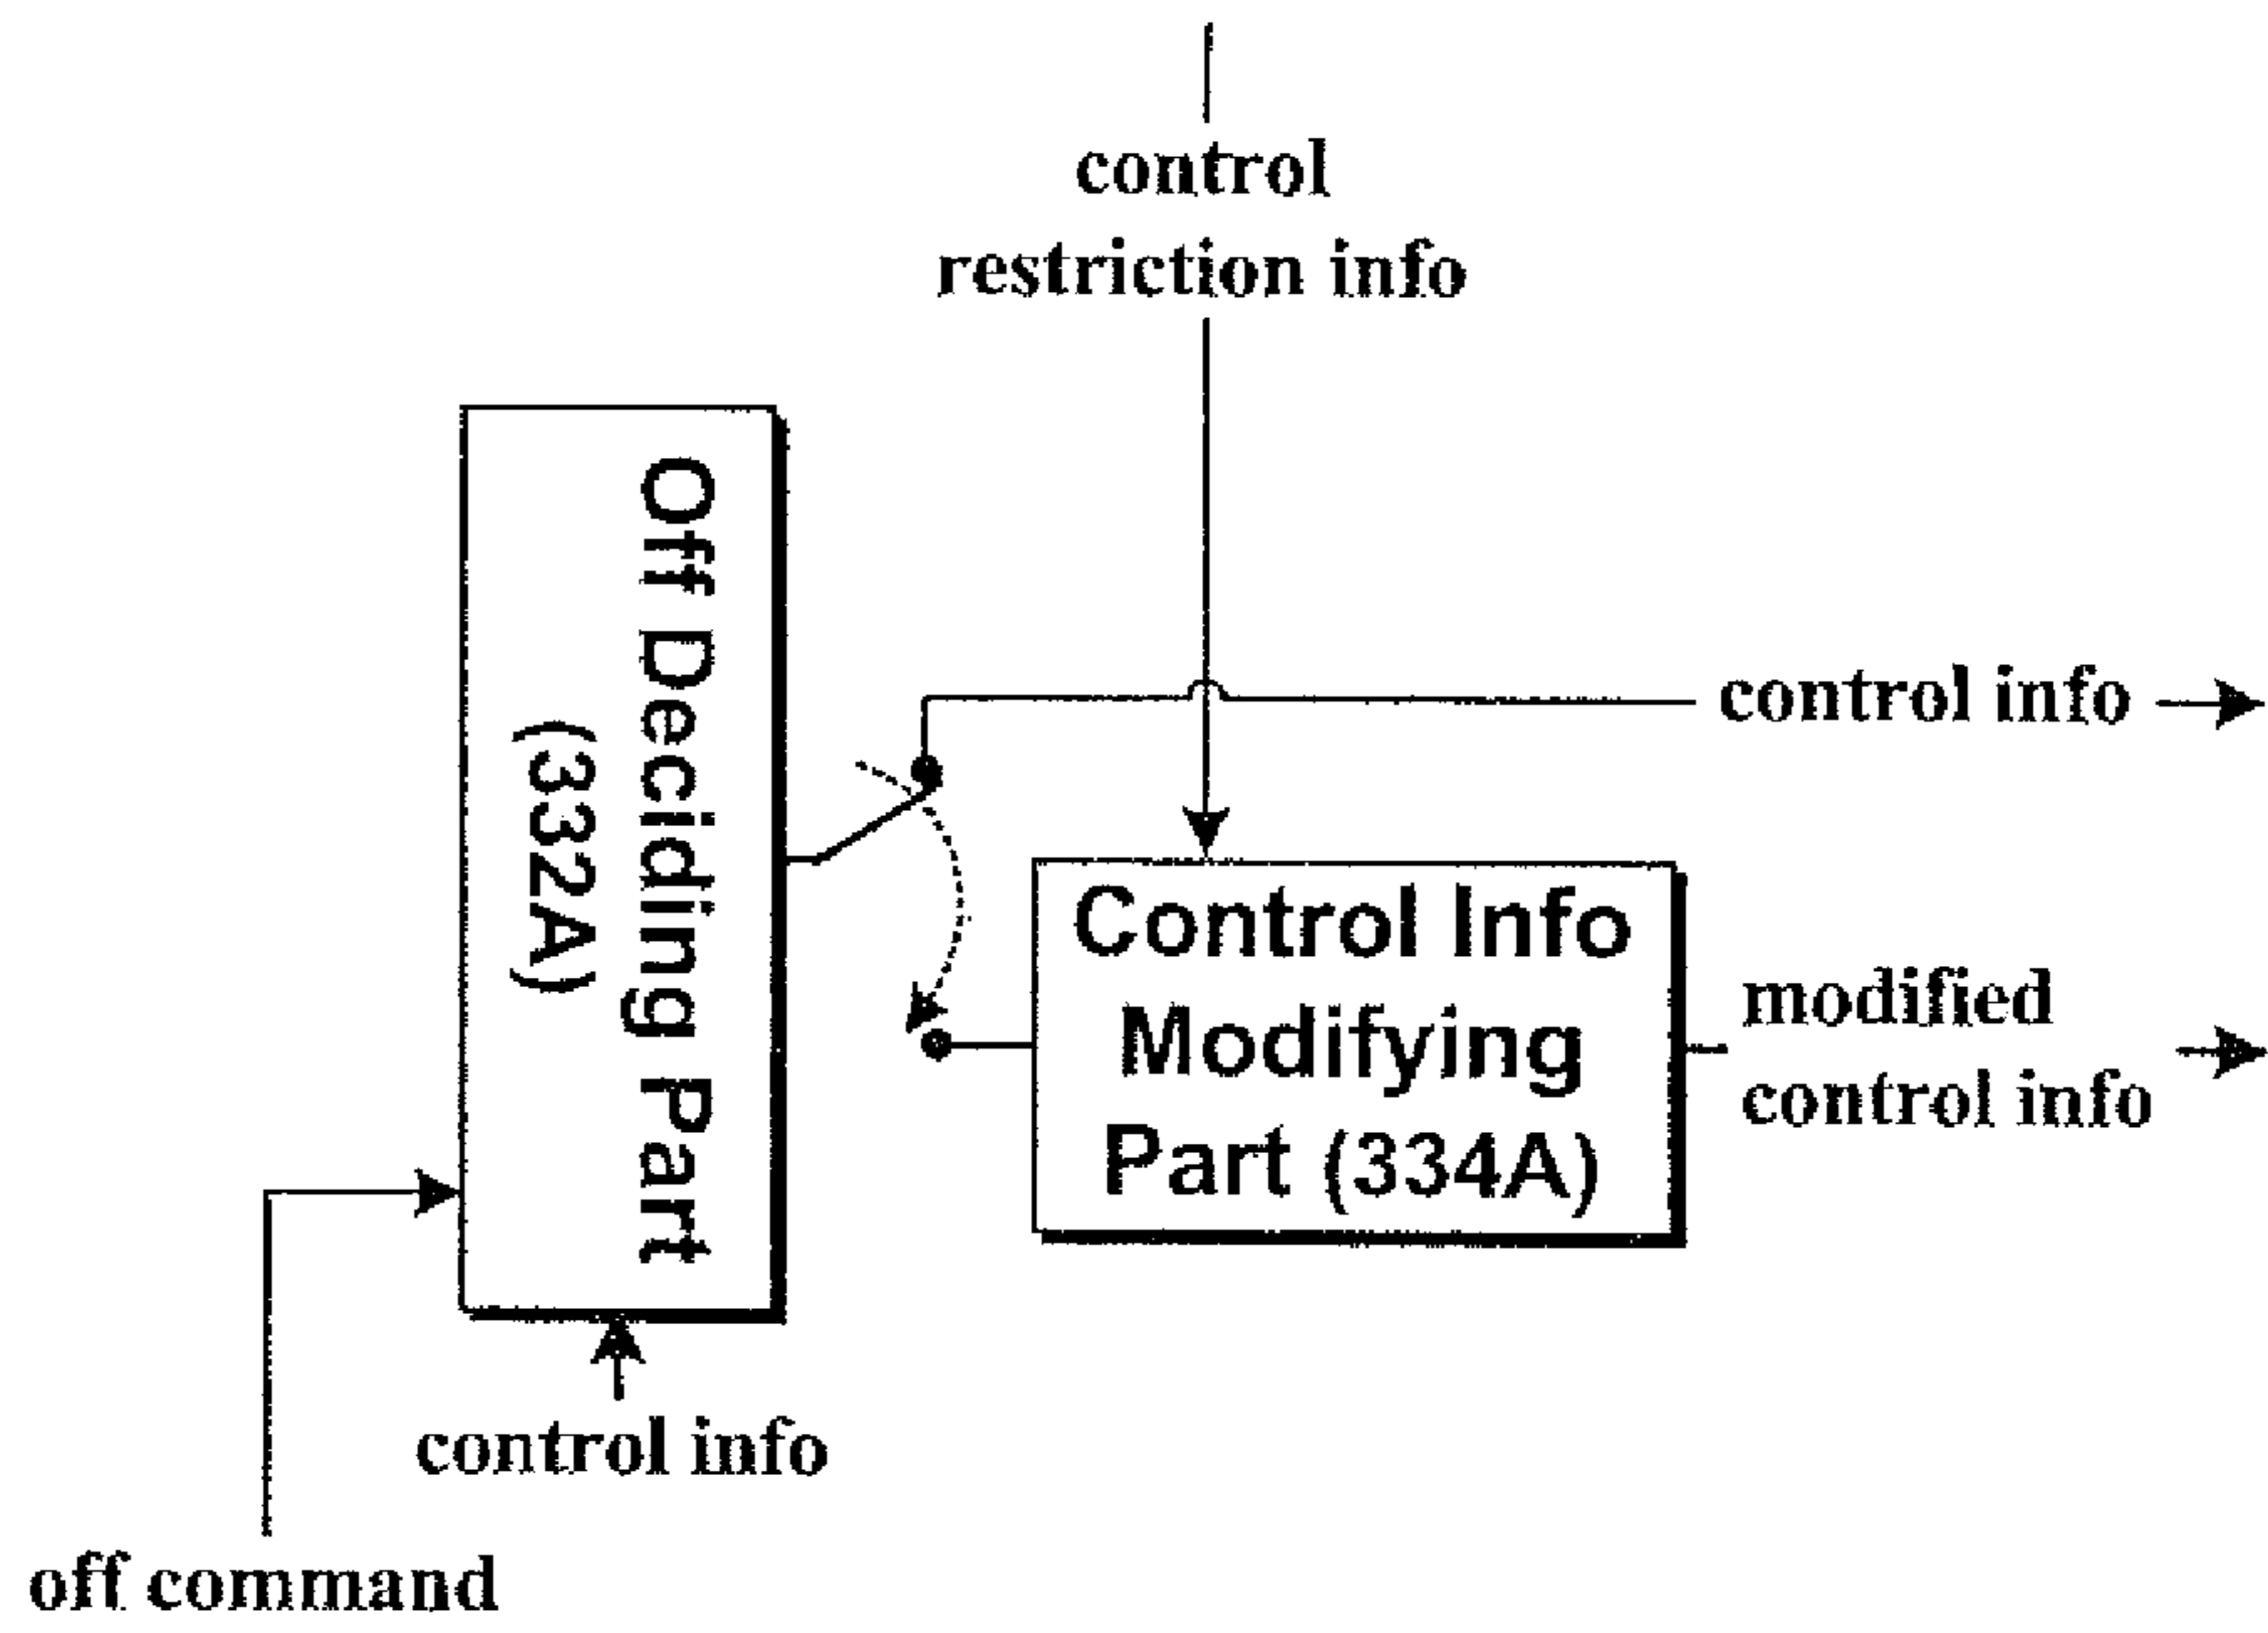 control
restriction info
Off Deciding Part
(332A)
control info
Control Info
Modifying
Part (334A)
modified
control info
control info
off command